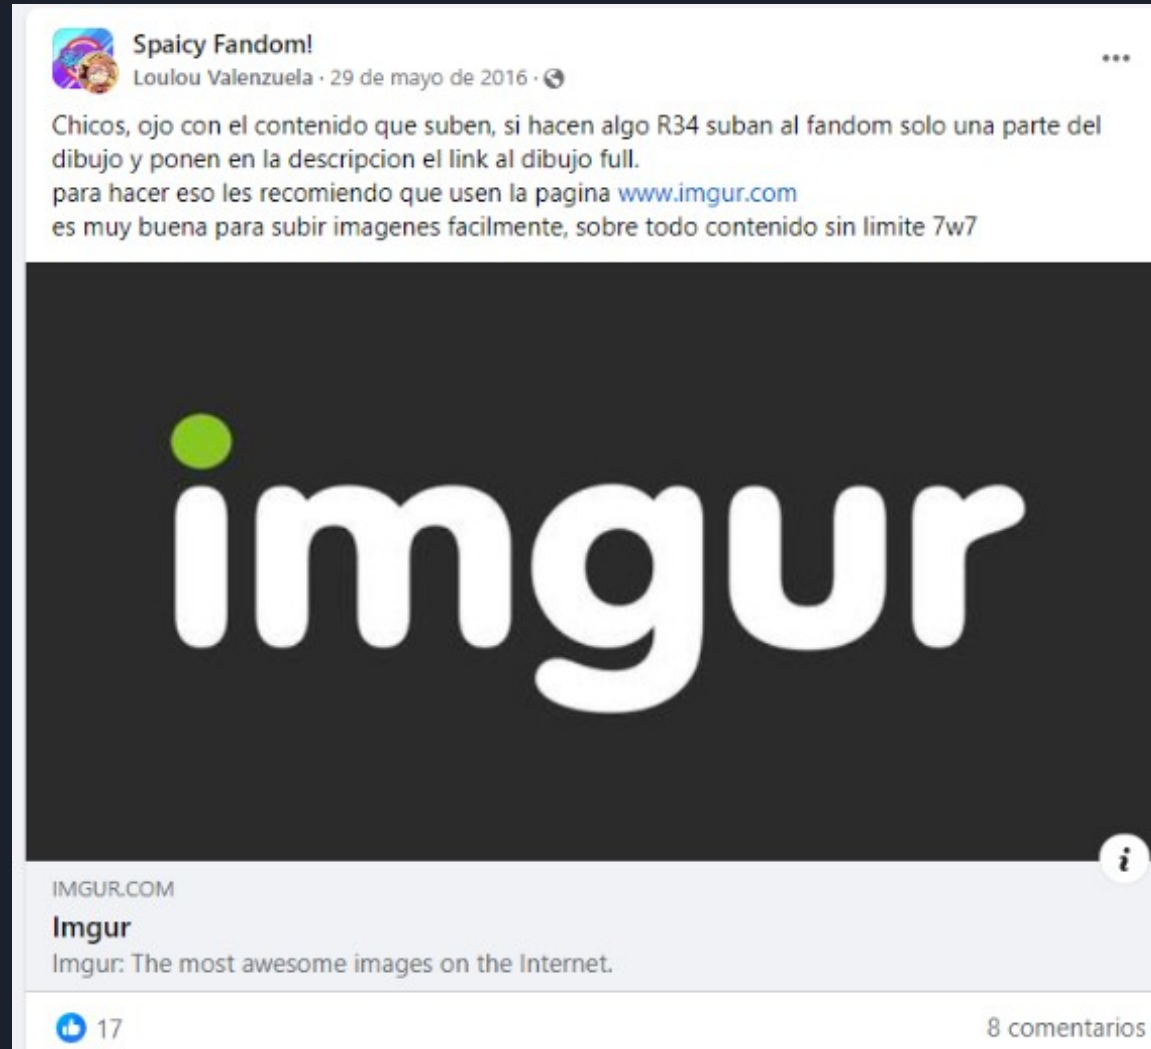 Spaicy Fandom!
Loulou Valenzuela · 29 de mayo de 2016 ·
Chicos, ojo con el contenido que suben, si hacen algo R34 suban al fandom solo una parte del
dibujo y ponen en la descripcion el link al dibujo full.
para hacer eso les recomiendo que usen la pagina www.imgur.com
es muy buena para subir imagenes facilmente, sobre todo contenido sin limite 7w7
imgur
i
IMGUR.COM
Imgur
Imgur: The most awesome images on the Internet.
17
8 comentarios